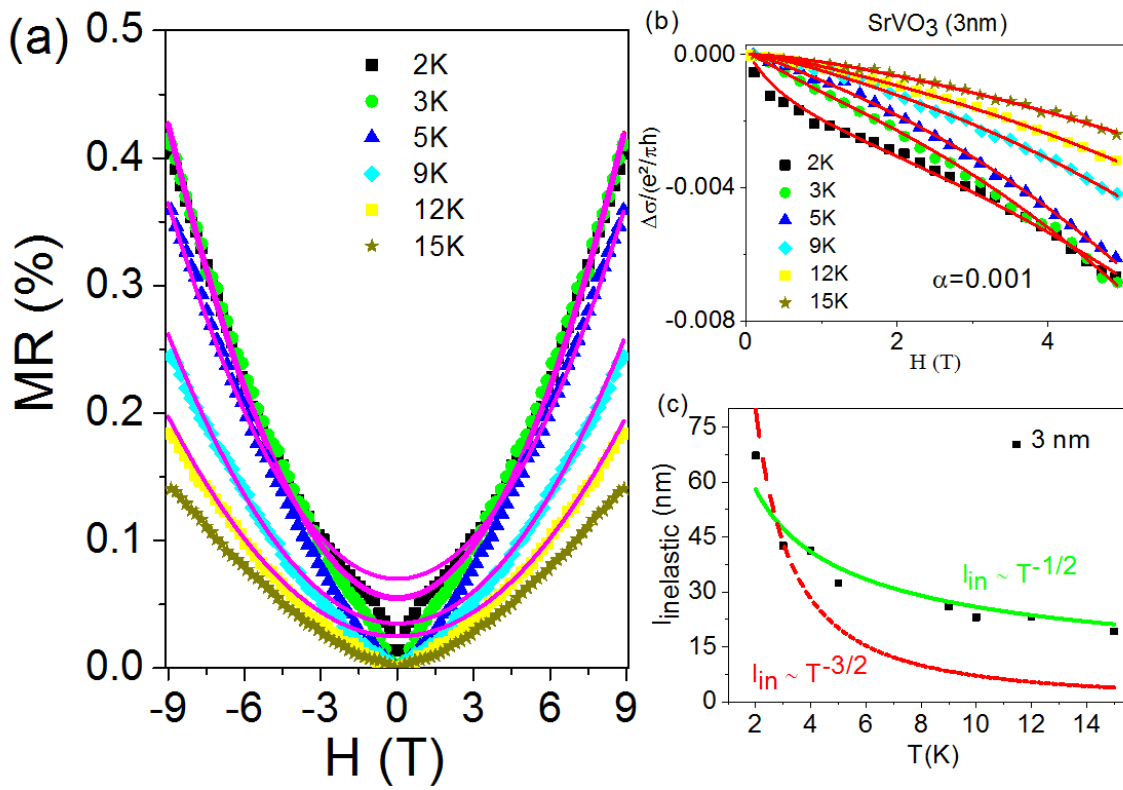 (a)
0.5
0.4
0.3
0.2
0.1
0.0
MR (%)
2K
3K
5K
9K
12K
15K
-9 -6 -3 0 3 6 9
H (T)
(b)
SrVO₃ (3nm)
0.000
-0.004
-0.008
Δσ/(e²/πh)
2K
3K
5K
9K
12K
15K
α=0.001
0 2 4
H (T)
(c)
75
60
45
30
15
0
l_inelastic (nm)
3 nm
l_in ~ T^-1/2
l_in ~ T^-3/2
2 4 6 8 10 12 14
T(K)